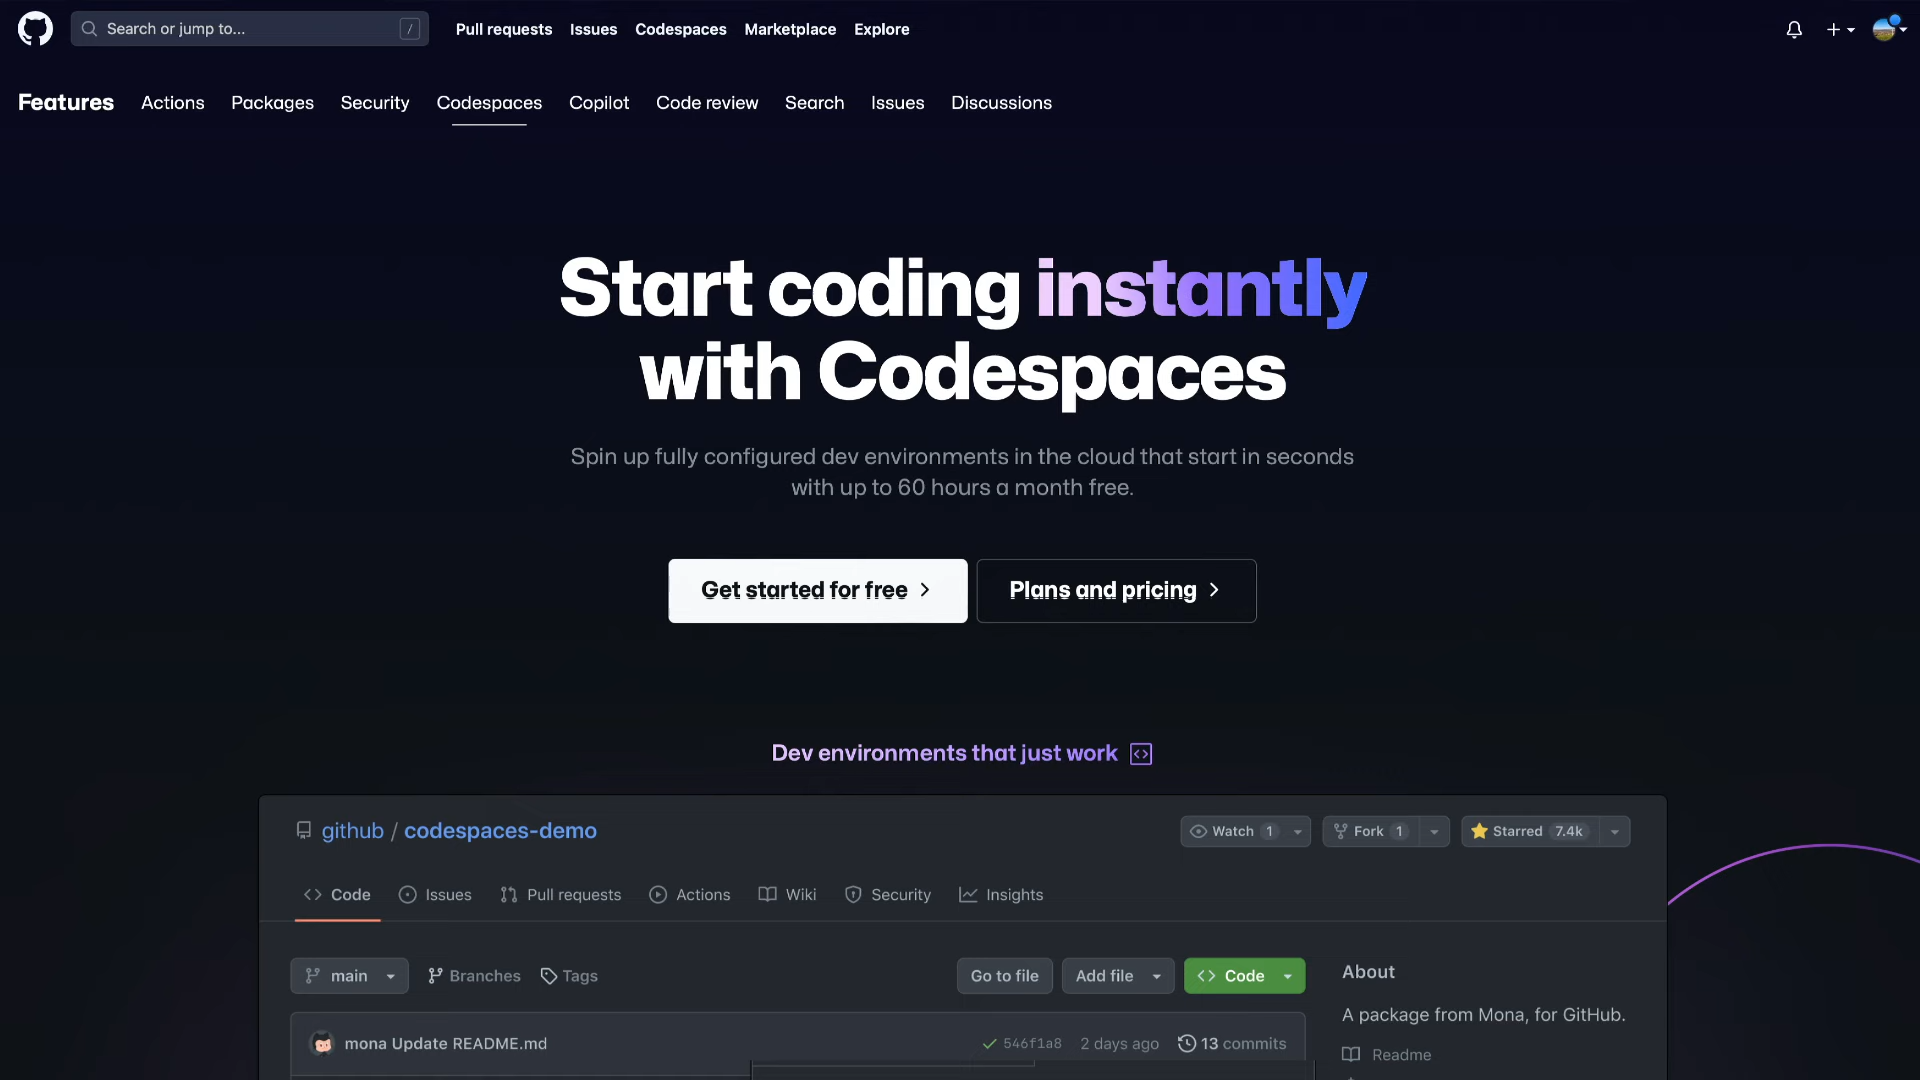 Search or jump to... /
Pull requests Issues Codespaces Marketplace Explore
Features Actions Packages Security Codespaces Copilot Code review Search Issues Discussions
Start coding instantly
with Codespaces
Spin up fully configured dev environments in the cloud that start in seconds
with up to 60 hours a month free.
Get started for free
Plans and pricing
Dev environments that just work
github / codespaces-demo
Watch 1 Fork 1 Starred 7.4k
Code Issues Pull requests Actions Wiki Security Insights
main Branches Tags Go to file Add file Code
About
A package from Mona, for GitHub.
mona Update README.md 546f1a8 2 days ago 13 commits
Readme